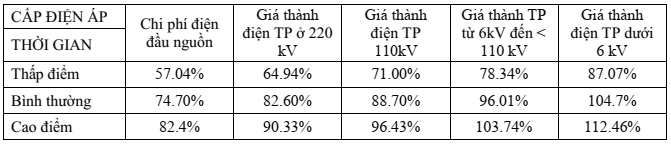 CẤP ĐIỆN ÁP
THỜI GIAN
Chi phí điện
đầu nguồn
Giá thành
điện TP ở 220
kV
Giá thành
điện TP
110kV
Giá thành TP
từ 6kV đến <
110 kV
Giá thành
điện TP dưới
6 kV
Thấp điểm 57.04% 64.94% 71.00% 78.34% 87.07%
Bình thường 74.70% 82.60% 88.70% 96.01% 104.7%
Cao điểm 82.4% 90.33% 96.43% 103.74% 112.46%